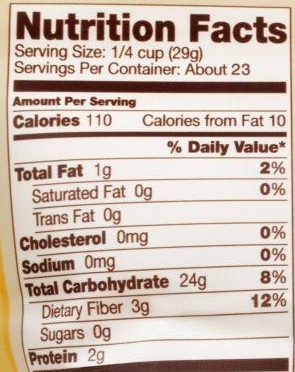 Nutrition Facts
Serving Size: 1/4 cup (29g)
Servings Per Container: About 23
Amount Per Serving
Calories 110 Calories from Fat 10
% Daily Value*
Total Fat 1g 2%
Saturated Fat 0g 0%
Trans Fat 0g
Cholesterol 0mg 0%
Sodium 0mg 0%
Total Carbohydrate 24g 8%
Dietary Fiber 3g 12%
Sugars 0g
Protein 2g